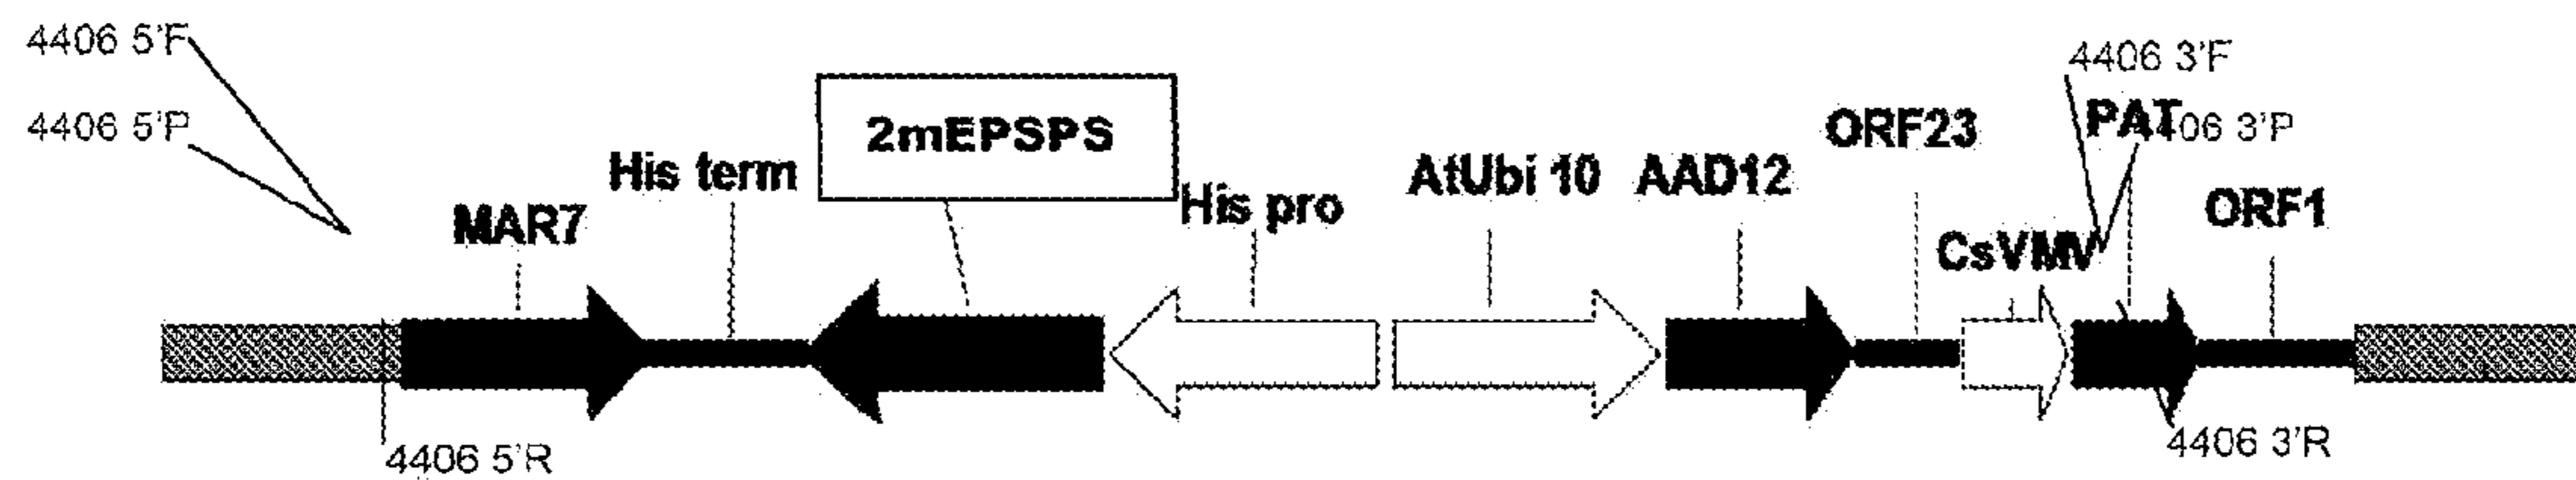 4406 5'F
4406 5'P
MAR7
His term
2mEPSPS
His pro
AtUbi 10
AAD12
ORF23
CsVMV
4406 3'F
PAT
4406 3'P
ORF1
4406 5'R
4406 3'R